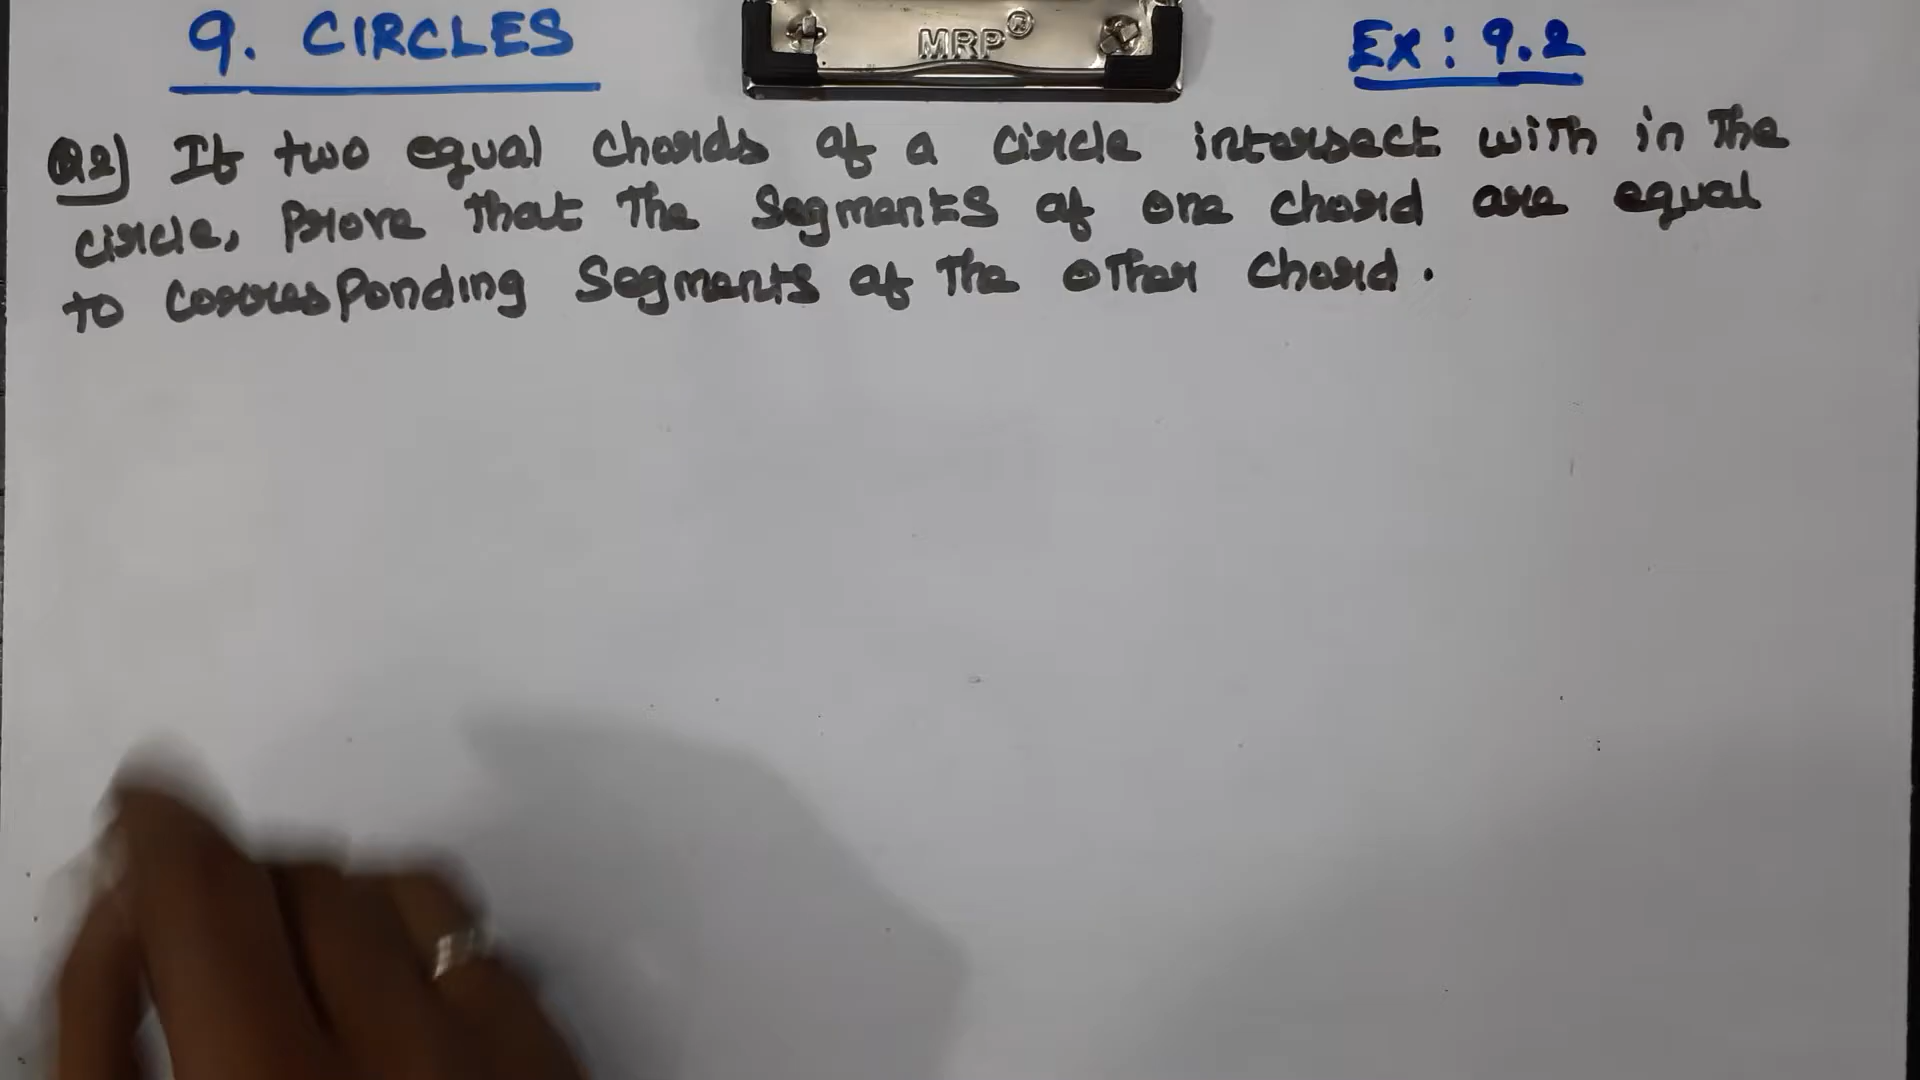 9. CIRCLES
MRP®
Ex: 9.2
Q2) If two equal chords of a circle intersect with in The
circle, Prove that The Segments of one chord are equal
to corresponding Segments of The other chord.